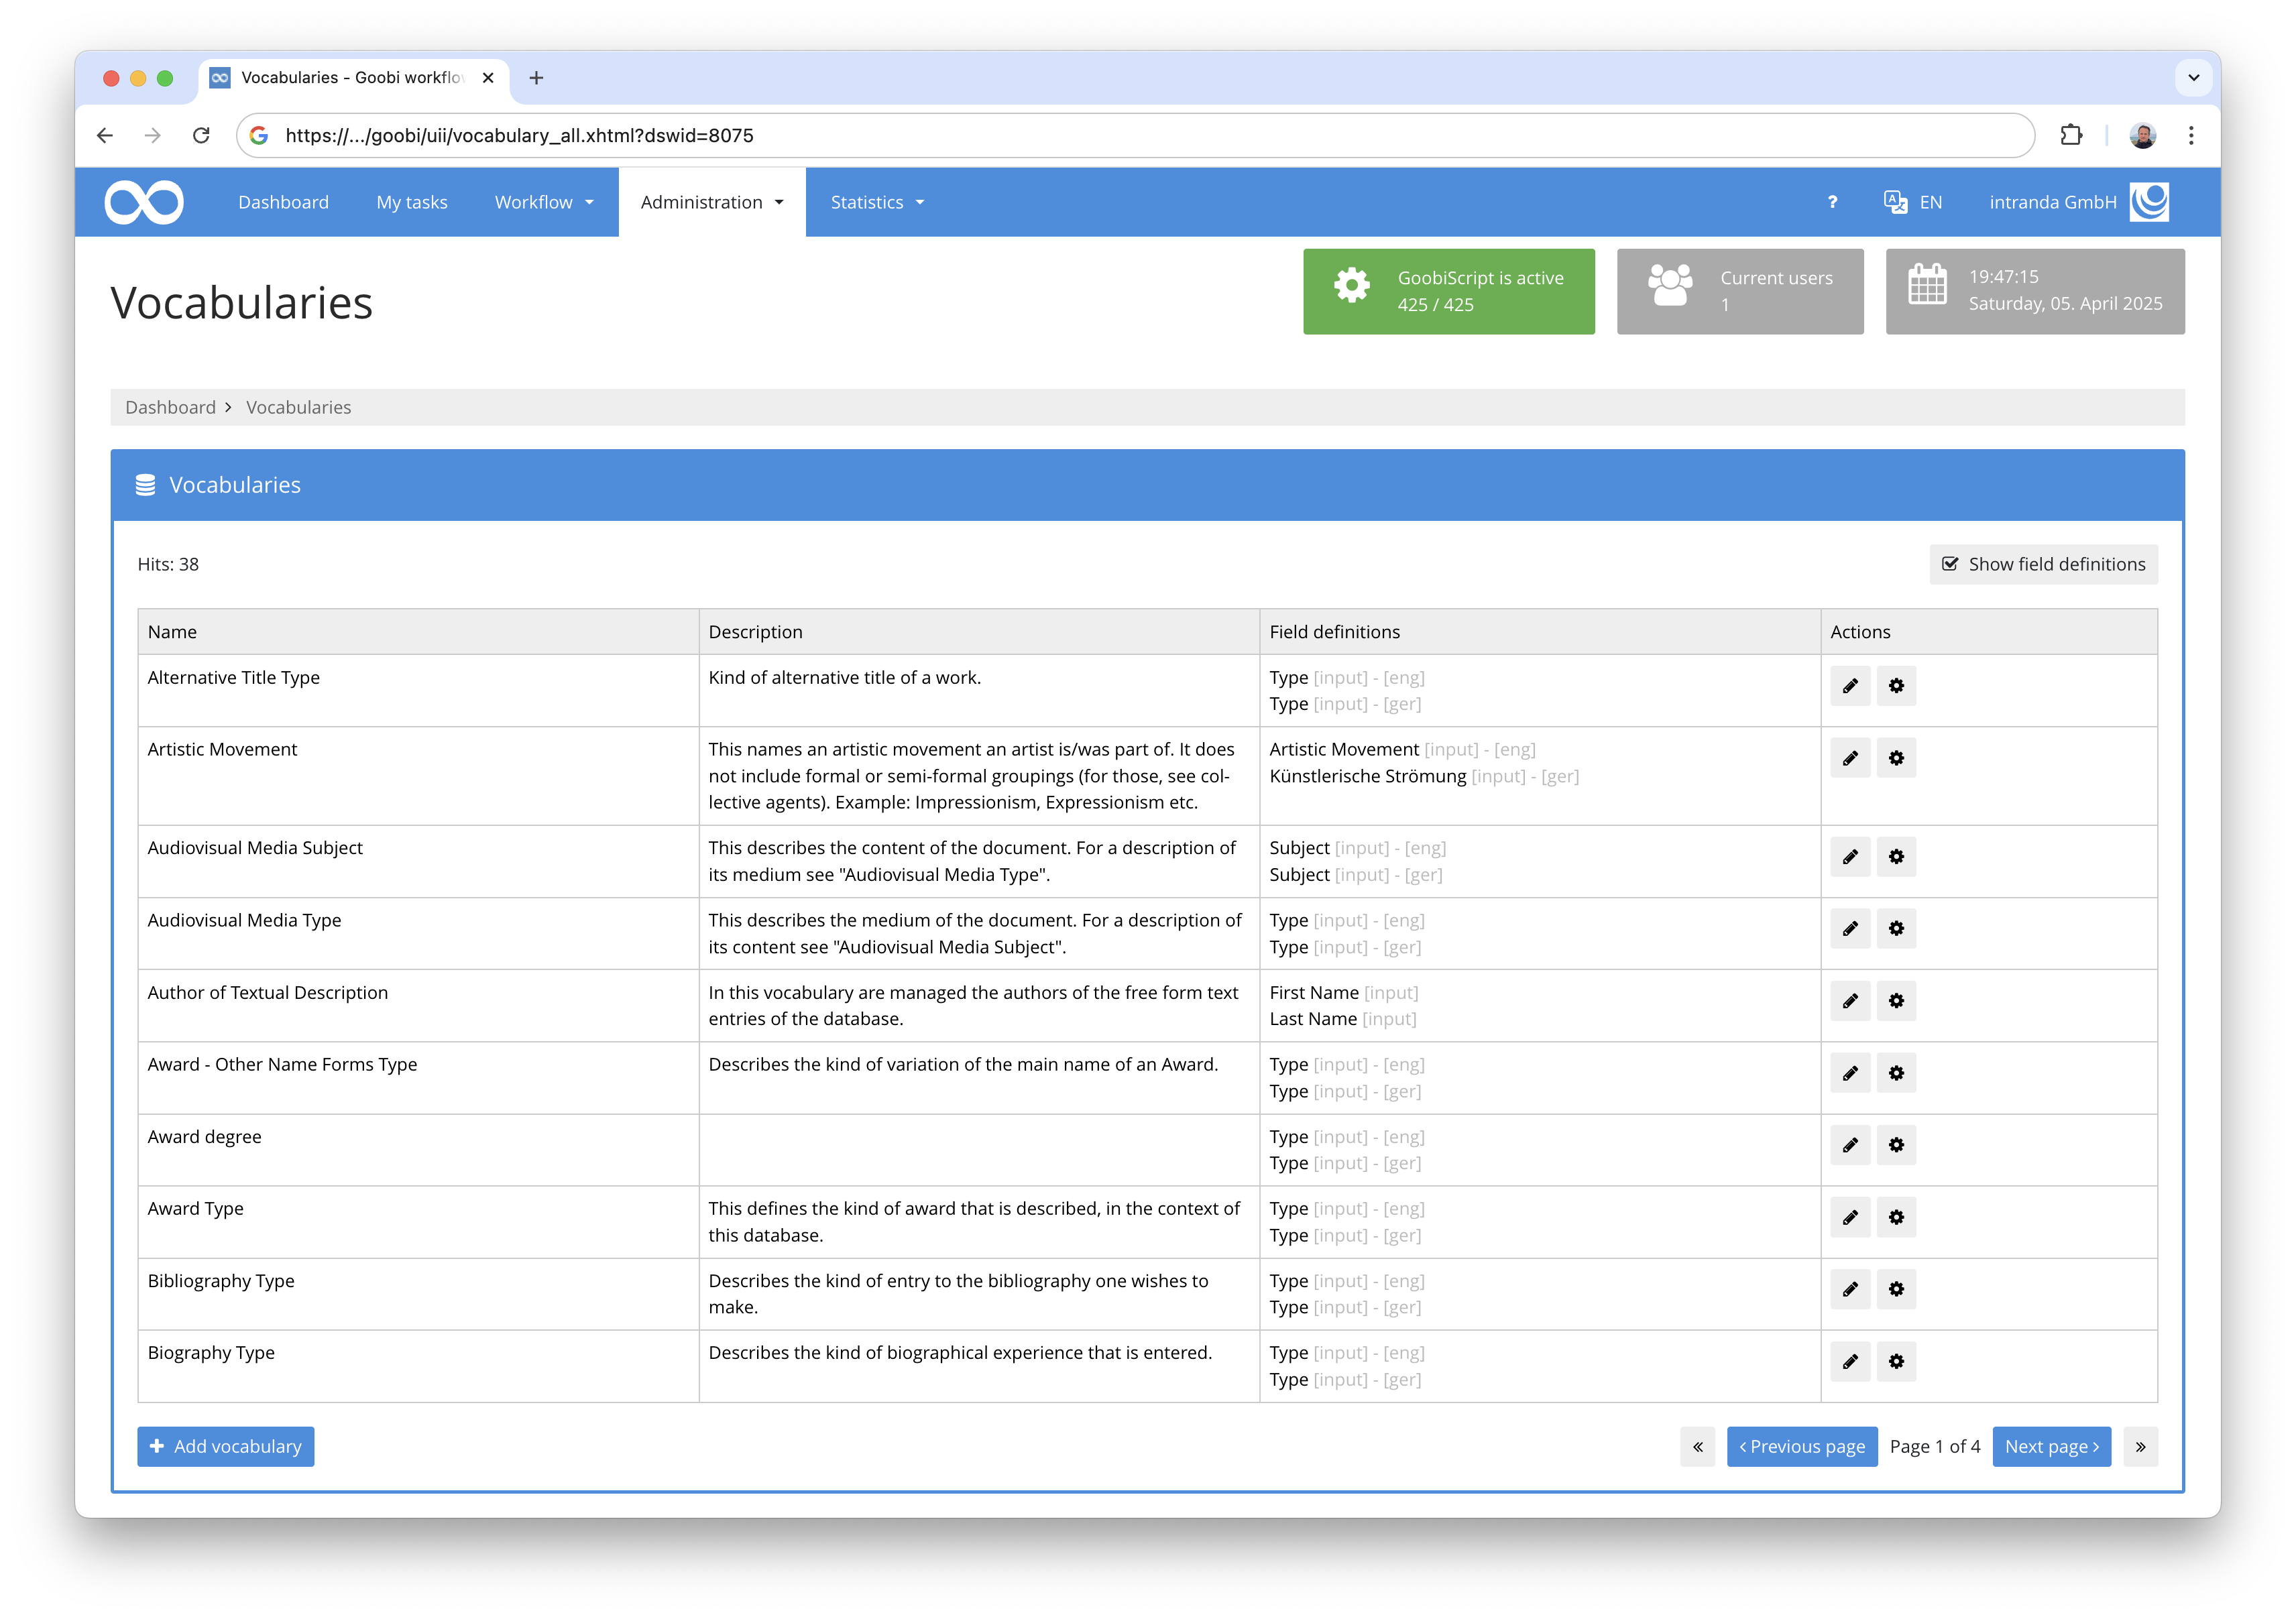 Vocabularies - Goobi workflo
https://.../goobi/uii/vocabulary_all.xhtml?dswid=8075
Dashboard My tasks Workflow Administration Statistics ? EN intranda GmbH
Vocabularies
GoobiScript is active
425 / 425
Current users
1
19:47:15
Saturday, 05. April 2025
Dashboard > Vocabularies
Vocabularies
Hits: 38
Show field definitions
Name Description Field definitions Actions
Alternative Title Type
Kind of alternative title of a work.
Type [input] - [eng]
Type [input] - [ger]
Artistic Movement
This names an artistic movement an artist is/was part of. It does
not include formal or semi-formal groupings (for those, see col-
lective agents). Example: Impressionism, Expressionism etc.
Artistic Movement [input] - [eng]
Künstlerische Strömung [input] - [ger]
Audiovisual Media Subject
This describes the content of the document. For a description of
its medium see "Audiovisual Media Type".
Subject [input] - [eng]
Subject [input] - [ger]
Audiovisual Media Type
This describes the medium of the document. For a description of
its content see "Audiovisual Media Subject".
Type [input] - [eng]
Type [input] - [ger]
Author of Textual Description
In this vocabulary are managed the authors of the free form text
entries of the database.
First Name [input]
Last Name [input]
Award - Other Name Forms Type
Describes the kind of variation of the main name of an Award.
Type [input] - [eng]
Type [input] - [ger]
Award degree
Type [input] - [eng]
Type [input] - [ger]
Award Type
This defines the kind of award that is described, in the context of
this database.
Type [input] - [eng]
Type [input] - [ger]
Bibliography Type
Describes the kind of entry to the bibliography one wishes to
make.
Type [input] - [eng]
Type [input] - [ger]
Biography Type
Describes the kind of biographical experience that is entered.
Type [input] - [eng]
Type [input] - [ger]
+ Add vocabulary
« ‹ Previous page Page 1 of 4 Next page › »